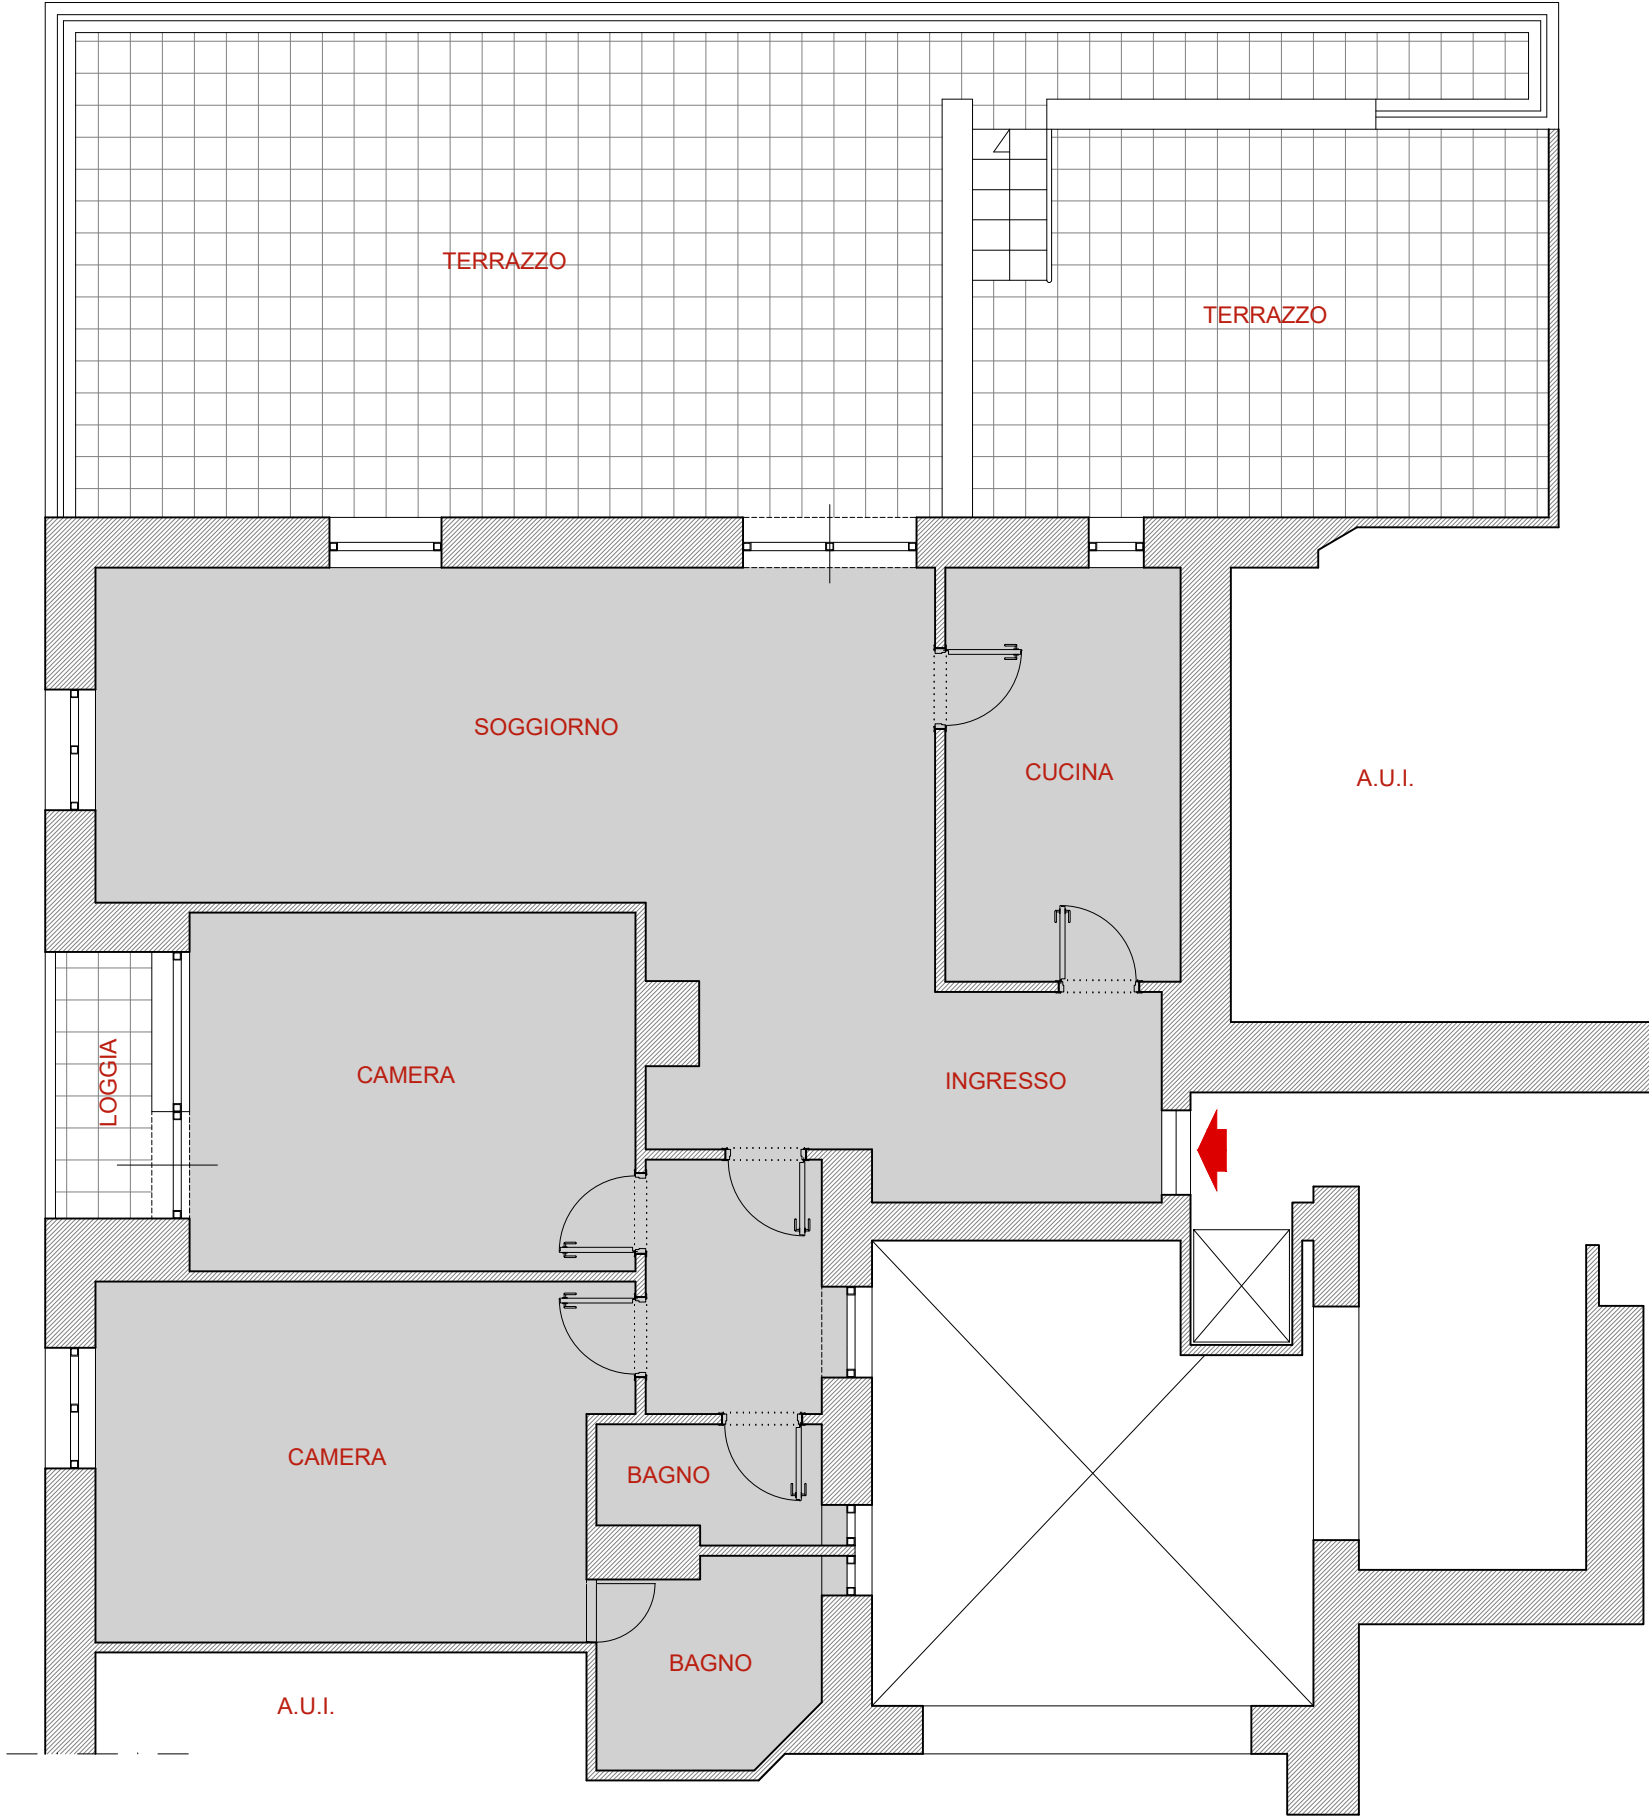 TERRAZZO
TERRAZZO
SOGGIORNO
CUCINA
A.U.I.
LOGGIA
CAMERA
INGRESSO
CAMERA
BAGNO
BAGNO
A.U.I.